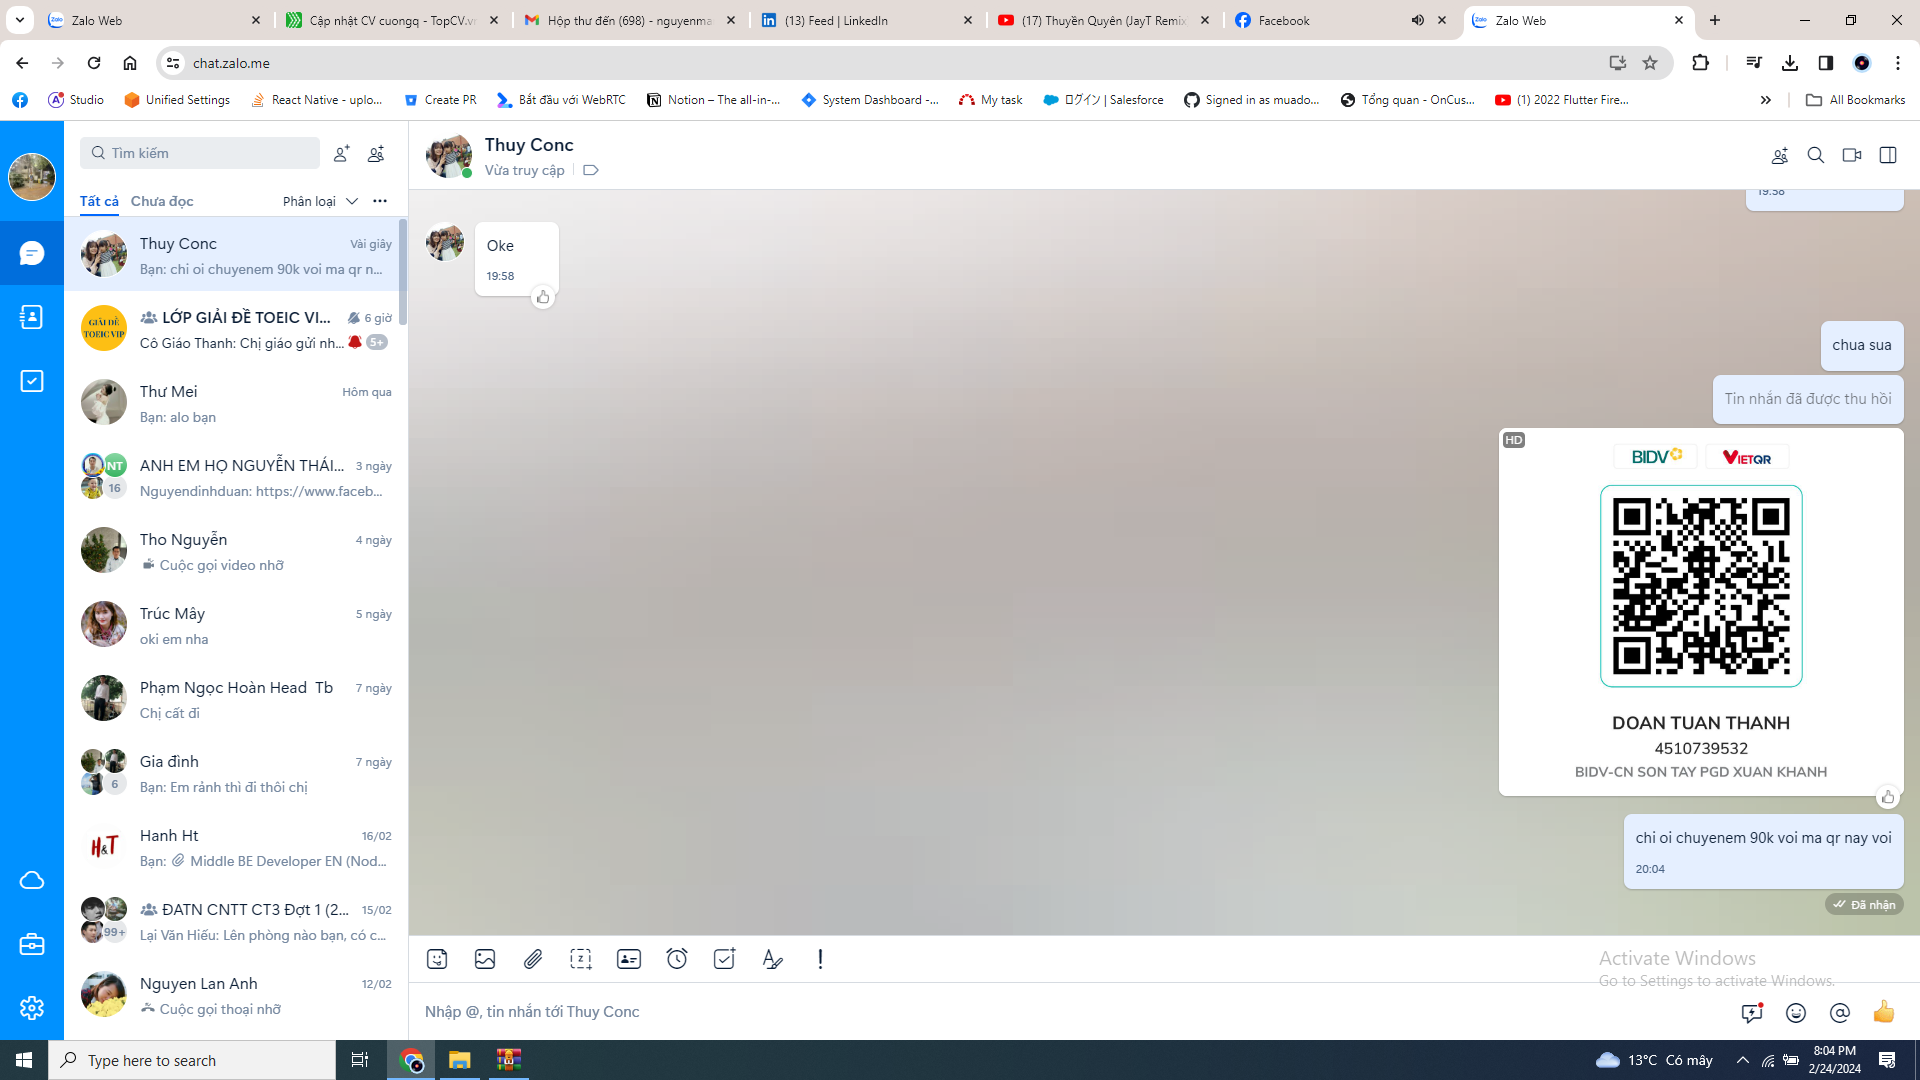 Zalo Web
Cập nhật CV cuongq - TopCV.vn
Hộp thư đến (698) - nguyenma
(13) Feed | LinkedIn
(17) Thuyền Quyên (JayT Remix
Facebook
Zalo Web
chat.zalo.me
Studio
Unified Settings
React Native - uplo...
Create PR
Bắt đầu với WebRTC
Notion – The all-in-...
System Dashboard -...
My task
ログイン | Salesforce
Signed in as muado...
Tổng quan - OnCus...
(1) 2022 Flutter Fire...
All Bookmarks
Tìm kiếm
Tất cả
Chưa đọc
Phân loại
Thuy Conc
Vài giây
Bạn: chi oi chuyenem 90k voi ma qr n...
GIẢI ĐỀ
TOEIC VIP
LỚP GIẢI ĐỀ TOEIC VI...
6 giờ
Cô Giáo Thanh: Chị giáo gửi nh...
5+
Thư Mei
Hôm qua
Bạn: alo bạn
NT
16
ANH EM HỌ NGUYỄN THÁI...
3 ngày
Nguyendinhduan: https://www.faceb...
Tho Nguyễn
4 ngày
Cuộc gọi video nhỡ
Trúc Mây
5 ngày
oki em nha
Phạm Ngọc Hoàn Head Tb
7 ngày
Chị cất đi
6
Gia đình
7 ngày
Bạn: Em rảnh thì đi thôi chị
H&T
Hanh Ht
16/02
Bạn: Middle BE Developer EN (Nod...
99+
ĐATN CNTT CT3 Đợt 1 (2...
15/02
Lại Văn Hiếu: Lên phòng nào bạn, có c...
Nguyen Lan Anh
12/02
Cuộc gọi thoại nhỡ
Thuy Conc
Vừa truy cập
19:58
Oke
19:58
chua sua
Tin nhắn đã được thu hồi
HD
BIDV
VIETQR
DOAN TUAN THANH
4510739532
BIDV-CN SON TAY PGD XUAN KHANH
chi oi chuyenem 90k voi ma qr nay voi
20:04
Đã nhận
Activate Windows
Go to Settings to activate Windows.
Nhập @, tin nhắn tới Thuy Conc
Type here to search
13°C Có mây
8:04 PM
2/24/2024